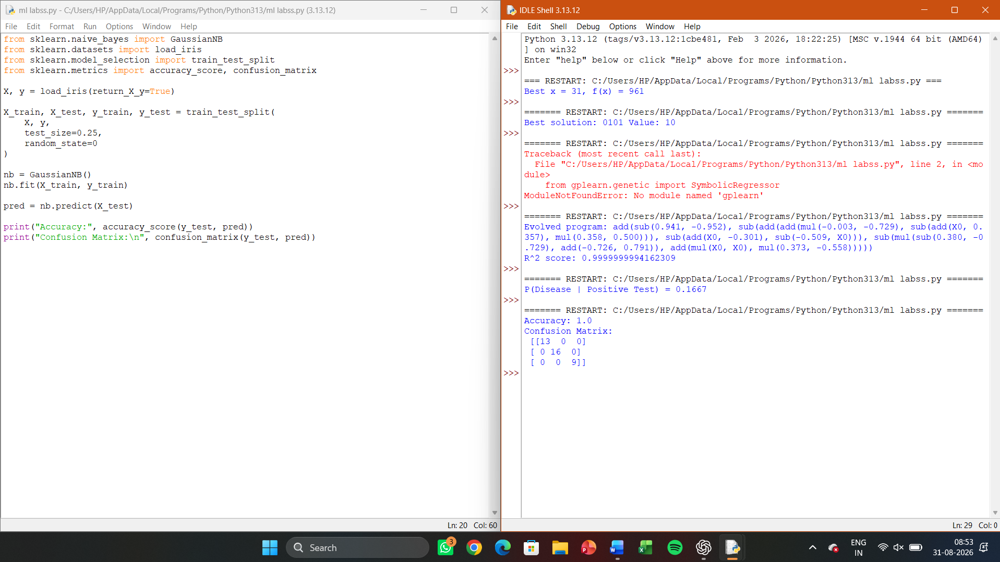 ml labss.py - C:/Users/HP/AppData/Local/Programs/Python/Python313/ml labss.py (3.13.12)
File Edit Format Run Options Window Help
from sklearn.naive_bayes import GaussianNB
from sklearn.datasets import load_iris
from sklearn.model_selection import train_test_split
from sklearn.metrics import accuracy_score, confusion_matrix
X, y = load_iris(return_X_y=True)
X_train, X_test, y_train, y_test = train_test_split(
    X, y,
    test_size=0.25,
    random_state=0
)
nb = GaussianNB()
nb.fit(X_train, y_train)
pred = nb.predict(X_test)
print("Accuracy:", accuracy_score(y_test, pred))
print("Confusion Matrix:\n", confusion_matrix(y_test, pred))
Ln: 20 Col: 60
IDLE Shell 3.13.12
File Edit Shell Debug Options Window Help
Python 3.13.12 (tags/v3.13.12:1cbe481, Feb  3 2026, 18:22:25) [MSC v.1944 64 bit (AMD64)
] on win32
Enter "help" below or click "Help" above for more information.
>>>
=== RESTART: C:/Users/HP/AppData/Local/Programs/Python/Python313/ml labss.py ===
Best x = 31, f(x) = 961
>>>
======= RESTART: C:/Users/HP/AppData/Local/Programs/Python/Python313/ml labss.py =======
Best solution: 0101 Value: 10
>>>
======= RESTART: C:/Users/HP/AppData/Local/Programs/Python/Python313/ml labss.py =======
Traceback (most recent call last):
  File "C:/Users/HP/AppData/Local/Programs/Python/Python313/ml labss.py", line 2, in <mo
dule>
    from gplearn.genetic import SymbolicRegressor
ModuleNotFoundError: No module named 'gplearn'
>>>
======= RESTART: C:/Users/HP/AppData/Local/Programs/Python/Python313/ml labss.py =======
Evolved program: add(sub(0.941, -0.952), sub(add(add(mul(-0.003, -0.729), sub(add(X0, 0.
357), mul(0.358, 0.500))), sub(add(X0, -0.301), sub(-0.509, X0))), sub(mul(sub(0.380, -0
.729), add(-0.726, 0.791)), add(mul(X0, X0), mul(0.373, -0.558)))))
R^2 score: 0.9999999994162309
>>>
======= RESTART: C:/Users/HP/AppData/Local/Programs/Python/Python313/ml labss.py =======
P(Disease | Positive Test) = 0.1667
>>>
======= RESTART: C:/Users/HP/AppData/Local/Programs/Python/Python313/ml labss.py =======
Accuracy: 1.0
Confusion Matrix:
 [[13  0  0]
 [ 0 16  0]
 [ 0  0  9]]
>>>
Ln: 29 Col: 0
Search
3
ENG
IN
08:53
31-08-2026